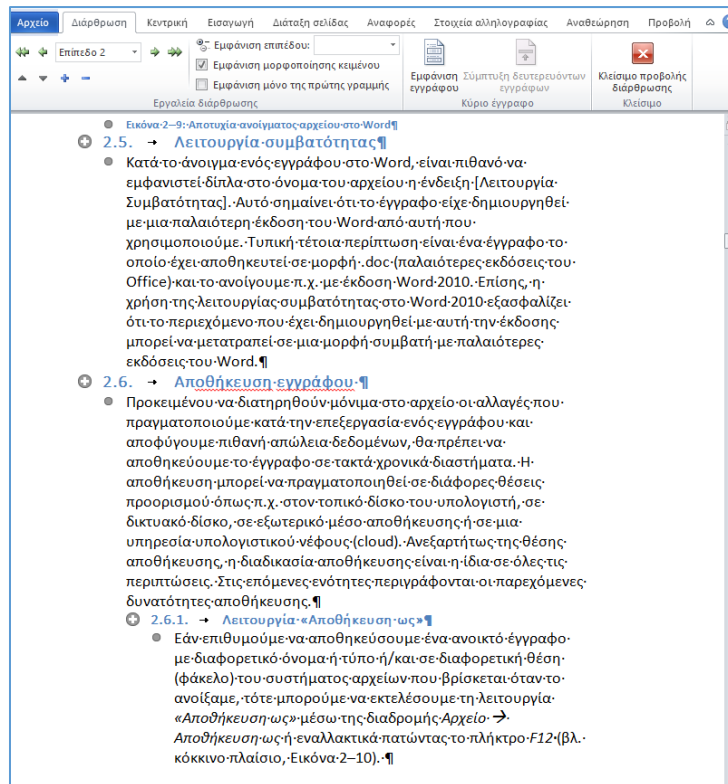 Αρχείο Διάρθρωση Κεντρική Εισαγωγή Διάταξη σελίδας Αναφορές Στοιχεία αλληλογραφίας Αναθεώρηση Προβολή
Επίπεδο 2
Εμφάνιση επιπέδου:
Εμφάνιση μορφοποίησης κειμένου
Εμφάνιση μόνο της πρώτης γραμμής
Εργαλεία διάρθρωσης
Εμφάνιση Σύμπτυξη δευτερευόντων
εγγράφου εγγράφων
Κύριο έγγραφο
Κλείσιμο προβολής
διάρθρωσης
Κλείσιμο
Εικόνα·2–9:·Αποτυχία·ανοίγματος·αρχείου·στο·Word¶
2.5. → Λειτουργία·συμβατότητας¶
Κατά·το·άνοιγμα·ενός·εγγράφου·στο·Word,·είναι·πιθανό·να·
εμφανιστεί·δίπλα·στο·όνομα·του·αρχείου·η·ένδειξη·[Λειτουργία·
Συμβατότητας].·Αυτό·σημαίνει·ότι·το·έγγραφο·είχε·δημιουργηθεί·
με·μια·παλαιότερη·έκδοση·του·Word·από·αυτή·που·
χρησιμοποιούμε.·Τυπική·τέτοια·περίπτωση·είναι·ένα·έγγραφο·το·
οποίο·έχει·αποθηκευτεί·σε·μορφή·.doc·(παλαιότερες·εκδόσεις·του·
Office)·και·το·ανοίγουμε·π.χ.·με·έκδοση·Word·2010.·Επίσης,·η·
χρήση·της·λειτουργίας·συμβατότητας·στο·Word·2010·εξασφαλίζει·
ότι·το·περιεχόμενο·που·έχει·δημιουργηθεί·με·αυτή·την·έκδοσης·
μπορεί·να·μετατραπεί·σε·μια·μορφή·συμβατή·με·παλαιότερες·
εκδόσεις·του·Word.¶
2.6. → Αποθήκευση·εγγράφου·¶
Προκειμένου·να·διατηρηθούν·μόνιμα·στο·αρχείο·οι·αλλαγές·που·
πραγματοποιούμε·κατά·την·επεξεργασία·ενός·εγγράφου·και·
αποφύγουμε·πιθανή·απώλεια·δεδομένων,·θα·πρέπει·να·
αποθηκεύουμε·το·έγγραφο·σε·τακτά·χρονικά·διαστήματα.·Η·
αποθήκευση·μπορεί·να·πραγματοποιηθεί·σε·διάφορες·θέσεις·
προορισμού·όπως·π.χ.·στον·τοπικό·δίσκο·του·υπολογιστή,·σε·
δικτυακό·δίσκο,·σε·εξωτερικό·μέσο·αποθήκευσης·ή·σε·μια·
υπηρεσία·υπολογιστικού·νέφους·(cloud).·Ανεξαρτήτως·της·θέσης·
αποθήκευσης,·η·διαδικασία·αποθήκευσης·είναι·η·ίδια·σε·όλες·τις·
περιπτώσεις.·Στις·επόμενες·ενότητες·περιγράφονται·οι·παρεχόμενες·
δυνατότητες·αποθήκευσης.¶
2.6.1. → Λειτουργία·«Αποθήκευση·ως»¶
Εάν·επιθυμούμε·να·αποθηκεύσουμε·ένα·ανοικτό·έγγραφο·
με·διαφορετικό·όνομα·ή·τύπο·ή/και·σε·διαφορετική·θέση·
(φάκελο)·του·συστήματος·αρχείων·που·βρίσκεται·όταν·το·
ανοίξαμε,·τότε·μπορούμε·να·εκτελέσουμε·τη·λειτουργία·
«Αποθήκευση·ως»·μέσω·της·διαδρομής·Αρχείο·→·
Αποθήκευση·ως·ή·εναλλακτικά·πατώντας·το·πλήκτρο·F12·(βλ.·
κόκκινο·πλαίσιο,·Εικόνα·2–10).·¶